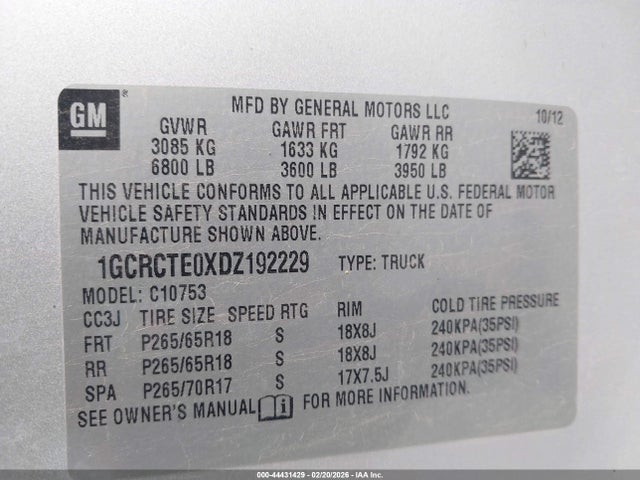 GM
MFD BY GENERAL MOTORS LLC
10/12
GVWR GAWR FRT GAWR RR
3085 KG 1633 KG 1792 KG
6800 LB 3600 LB 3950 LB
THIS VEHICLE CONFORMS TO ALL APPLICABLE U.S. FEDERAL MOTOR
VEHICLE SAFETY STANDARDS IN EFFECT ON THE DATE OF
MANUFACTURE SHOWN ABOVE.
1GCRCTE0XDZ192229 TYPE: TRUCK
MODEL: C10753
CC3J TIRE SIZE SPEED RTG RIM COLD TIRE PRESSURE
FRT P265/65R18 S 18X8J 240KPA(35PSI)
RR P265/65R18 S 18X8J 240KPA(35PSI)
SPA P265/70R17 S 17X7.5J 240KPA(35PSI)
SEE OWNER'S MANUAL FOR MORE INFORMATION.
000-44431429 - 02/20/2026 - IAA Inc.